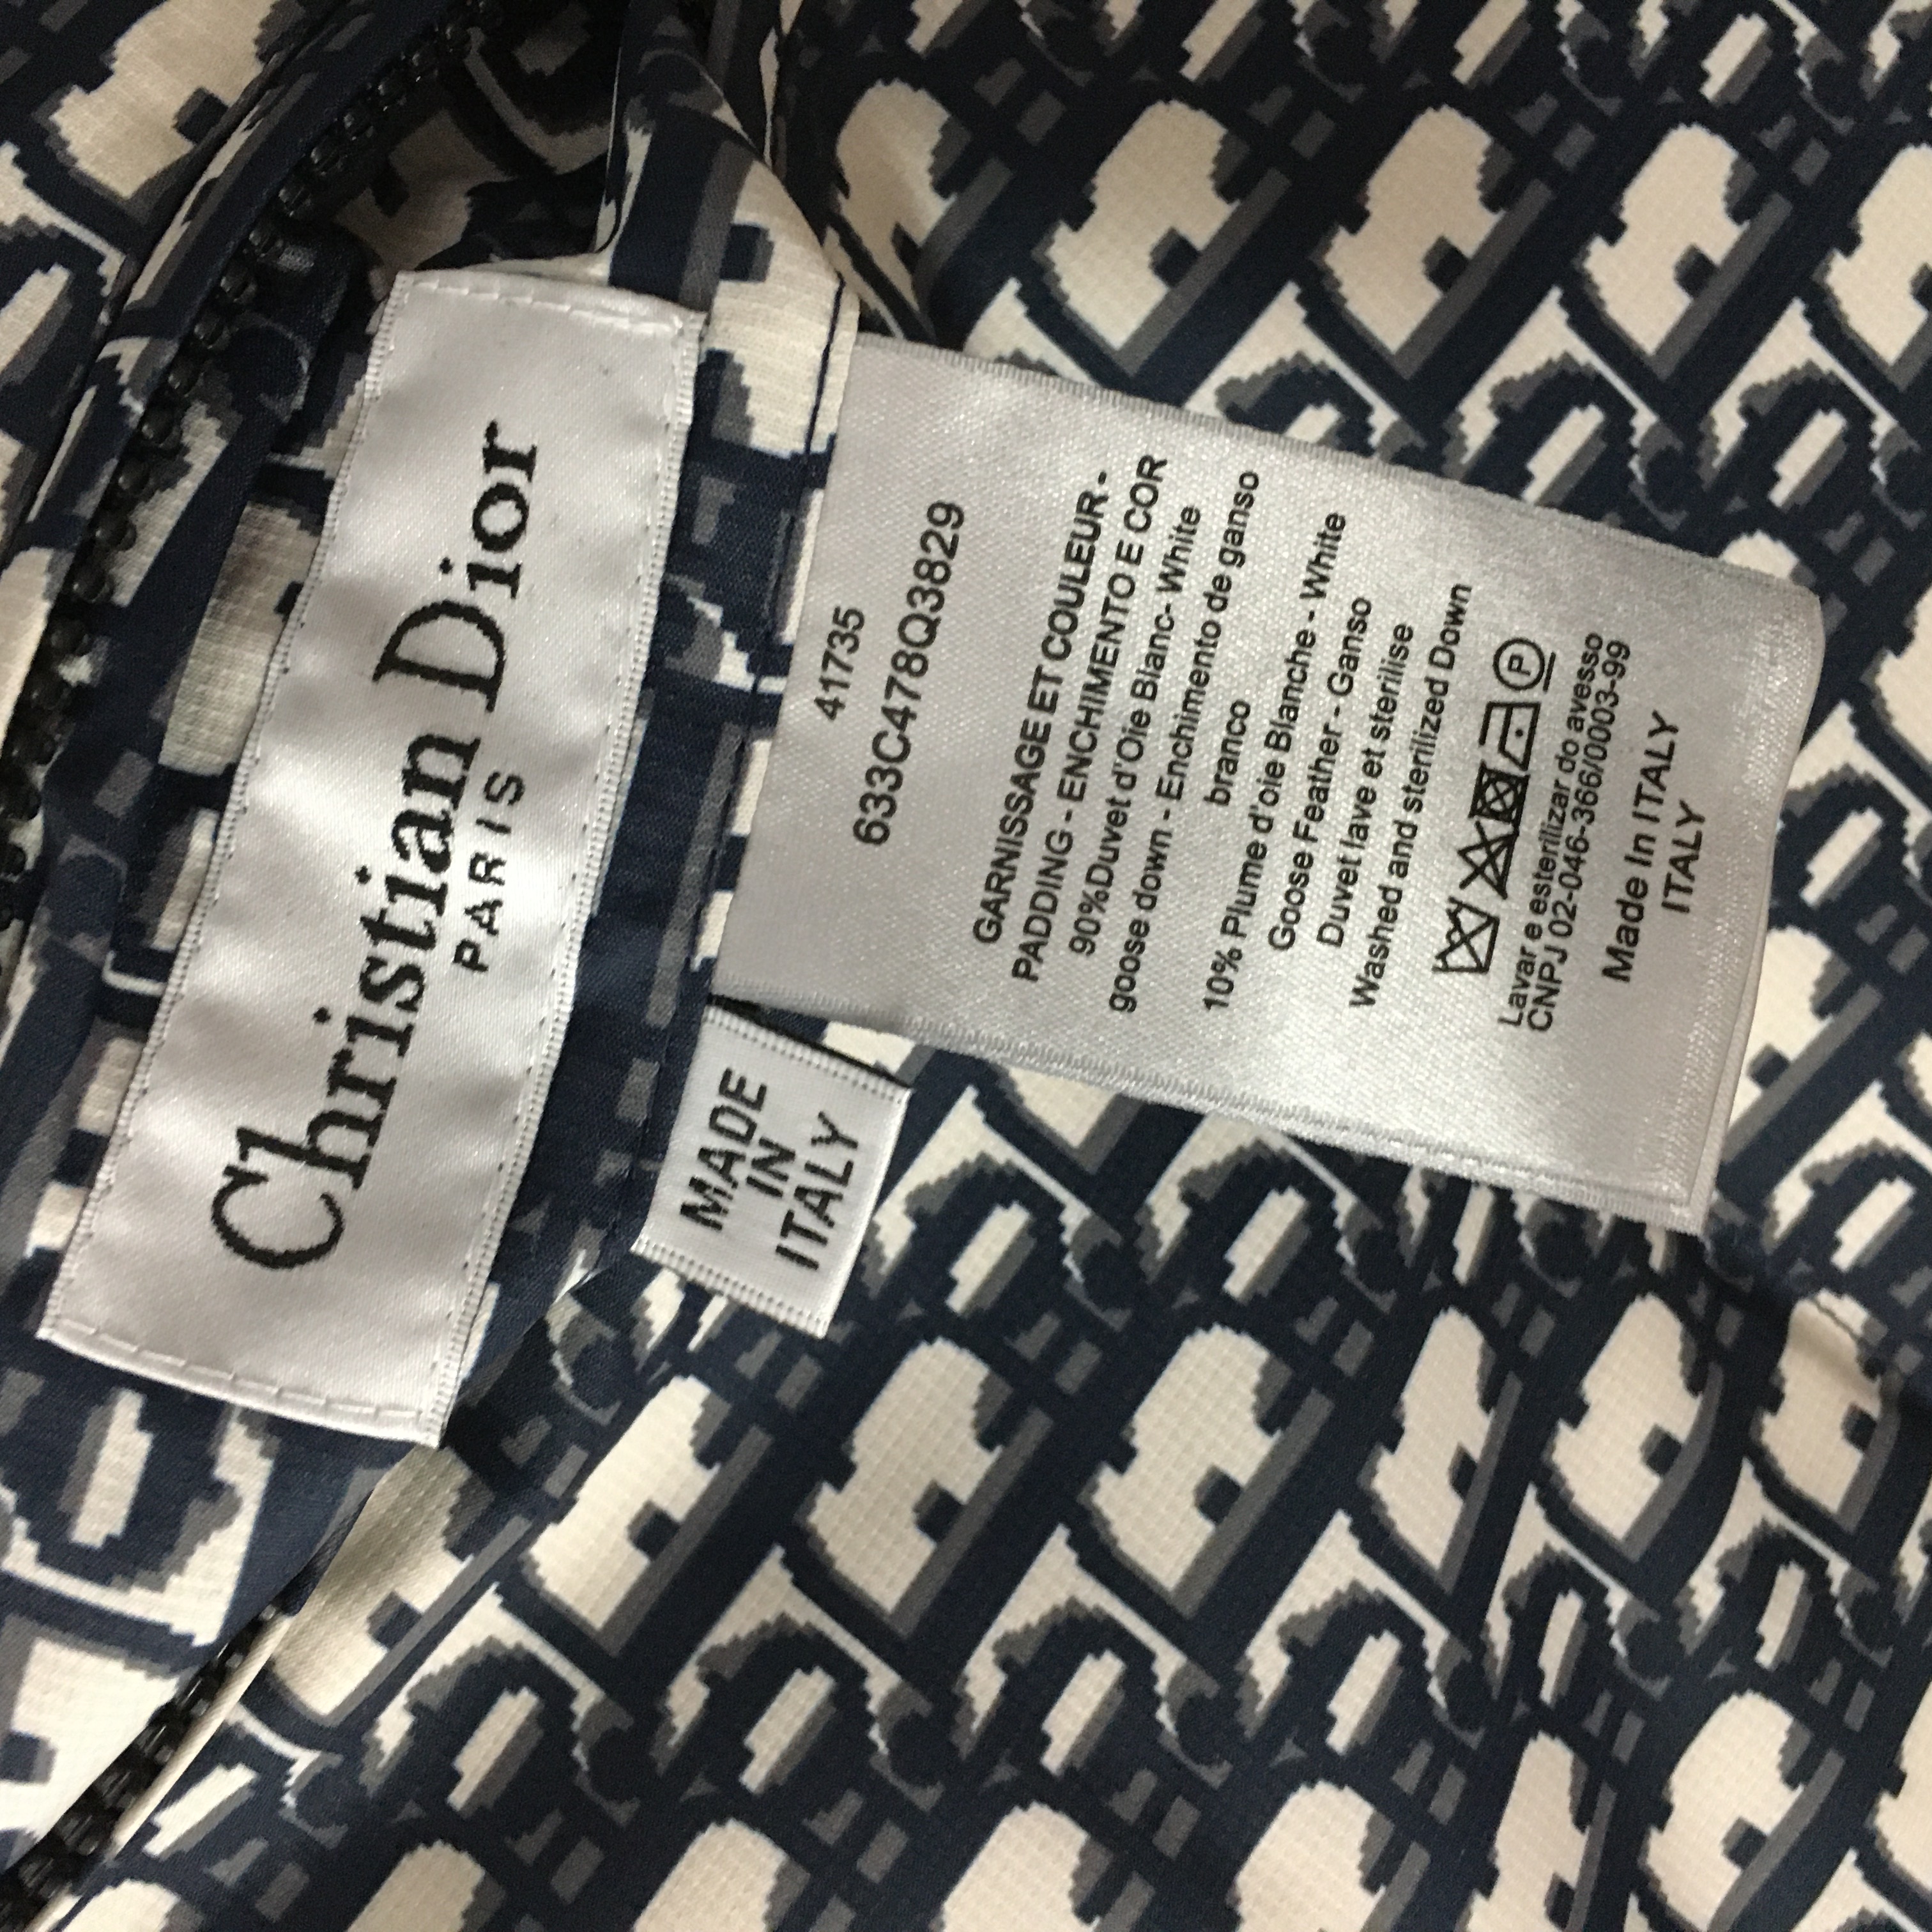 Christian Dior
PARIS
MADE
IN
ITALY
41735
633C478Q3829
GARNISSAGE ET COULEUR -
PADDING - ENCHIMENTO E COR
90%Duvet d'Oie Blanc- White
goose down - Enchimento de ganso
branco
10% Plume d'oie Blanche - White
Goose Feather - Ganso
Duvet lave et sterilise
Washed and sterilized Down
P
Lavar e esterilizar do avesso
CNPJ 02-046-366/0003-99
Made In ITALY
ITALY